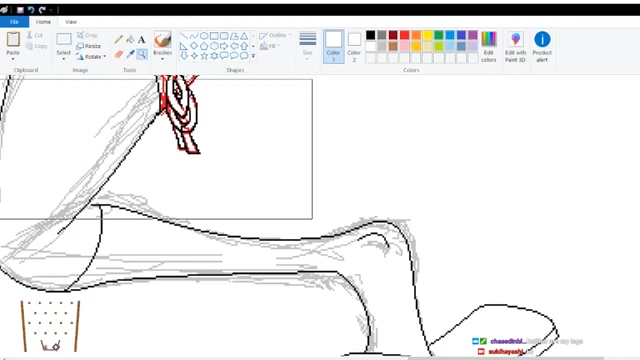 File
Home
View
Paste
Cut
Copy
Clipboard
Select
Crop
Resize
Rotate
Image
Tools
Brushes
Shapes
Outline
Fill
Size
Color 1
Color 2
Colors
Edit colors
Edit with Paint 3D
Product alert
chasedinbl...
sukihayashi